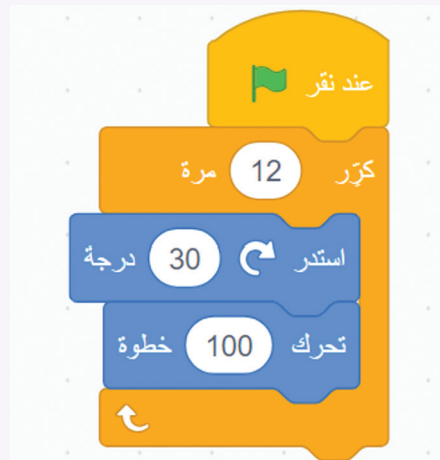 عند نقر
كرِّر 12 مرة
استدر 30 درجة
تحرك 100 خطوة